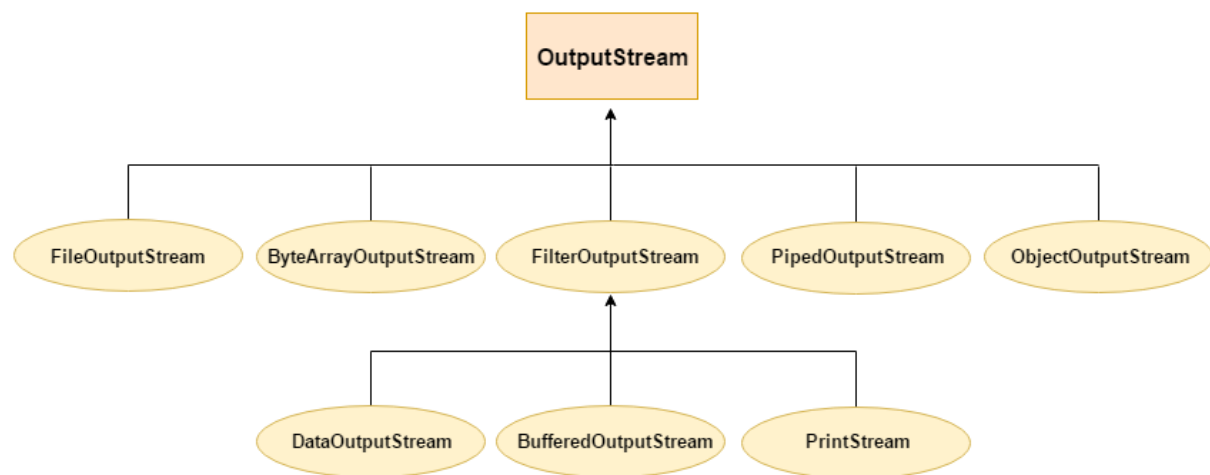 OutputStream
FileOutputStream
ByteArrayOutputStream
FilterOutputStream
PipedOutputStream
ObjectOutputStream
DataOutputStream
BufferedOutputStream
PrintStream